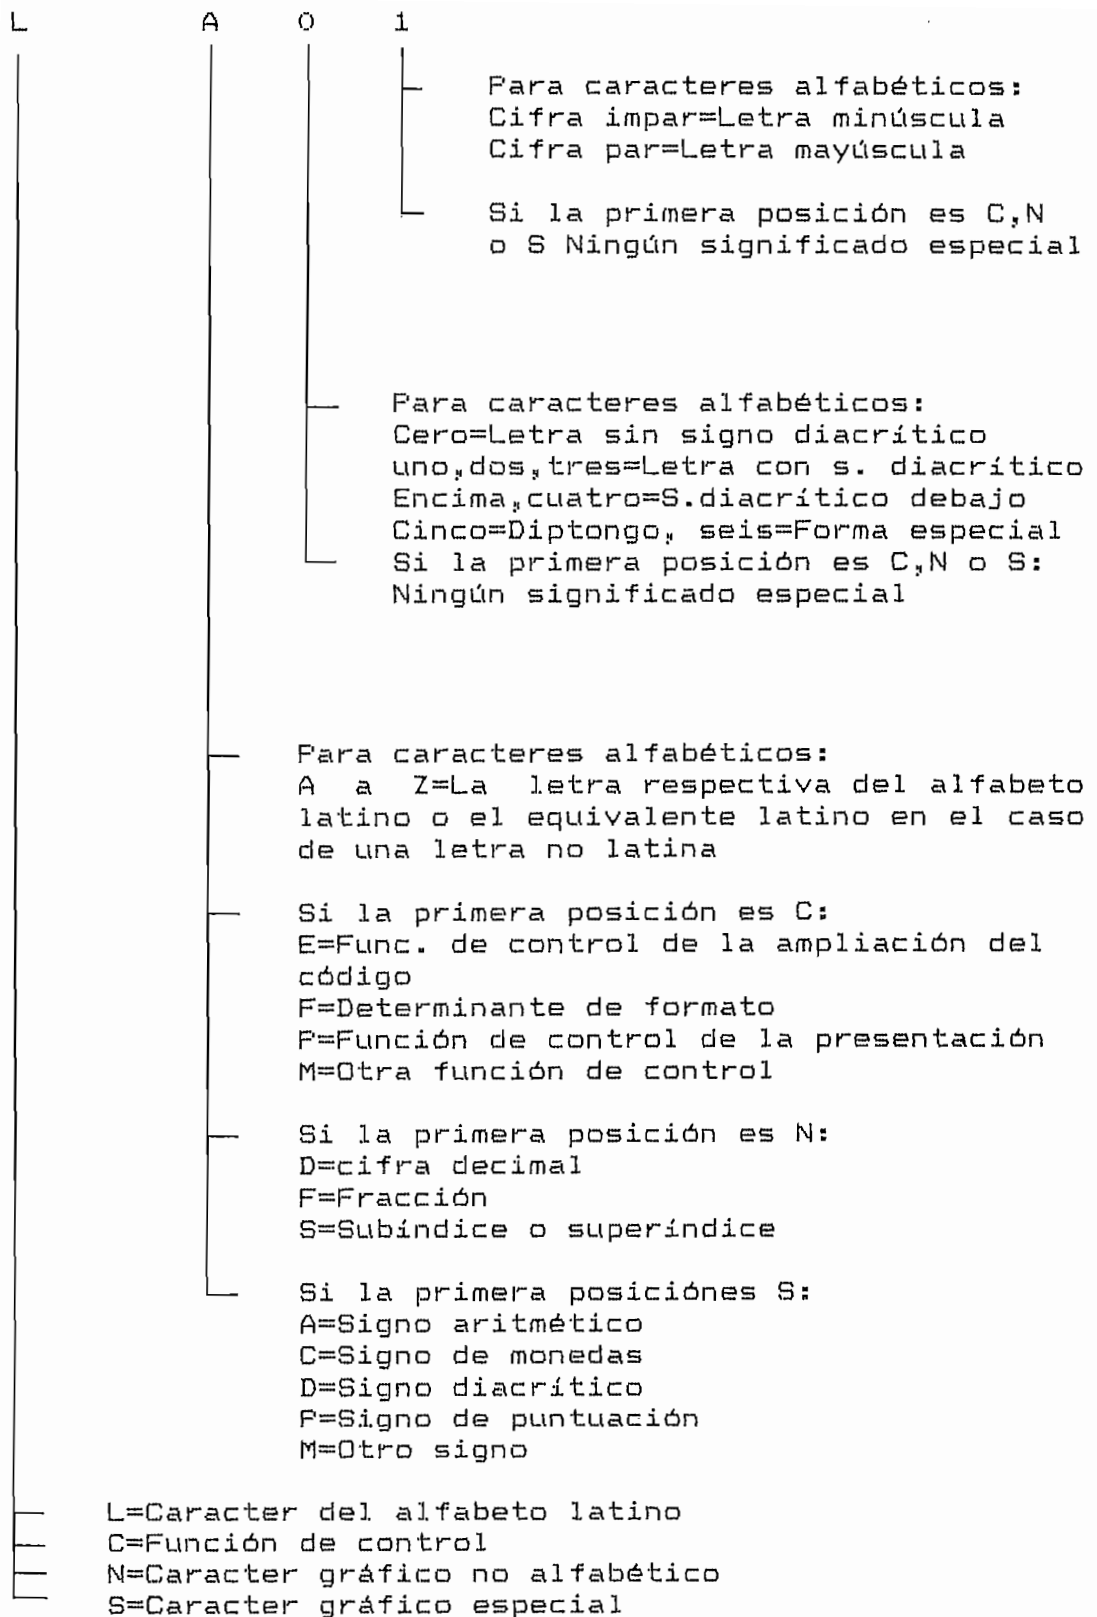 L A 0 1
Para caracteres alfabéticos:
Cifra impar=Letra minúscula
Cifra par=Letra mayúscula
Si la primera posición es C,N
o S Ningún significado especial
Para caracteres alfabéticos:
Cero=Letra sin signo diacrítico
uno,dos,tres=Letra con s. diacrítico
Encima,cuatro=S.diacrítico debajo
Cinco=Diptongo, seis=Forma especial
Si la primera posición es C,N o S:
Ningún significado especial
Para caracteres alfabéticos:
A a Z=La letra respectiva del alfabeto
latino o el equivalente latino en el caso
de una letra no latina
Si la primera posición es C:
E=Func. de control de la ampliación del
código
F=Determinante de formato
P=Función de control de la presentación
M=Otra función de control
Si la primera posición es N:
D=cifra decimal
F=Fracción
S=Subíndice o superíndice
Si la primera posiciónes S:
A=Signo aritmético
C=Signo de monedas
D=Signo diacrítico
P=Signo de puntuación
M=Otro signo
L=Caracter del alfabeto latino
C=Función de control
N=Caracter gráfico no alfabético
S=Caracter gráfico especial